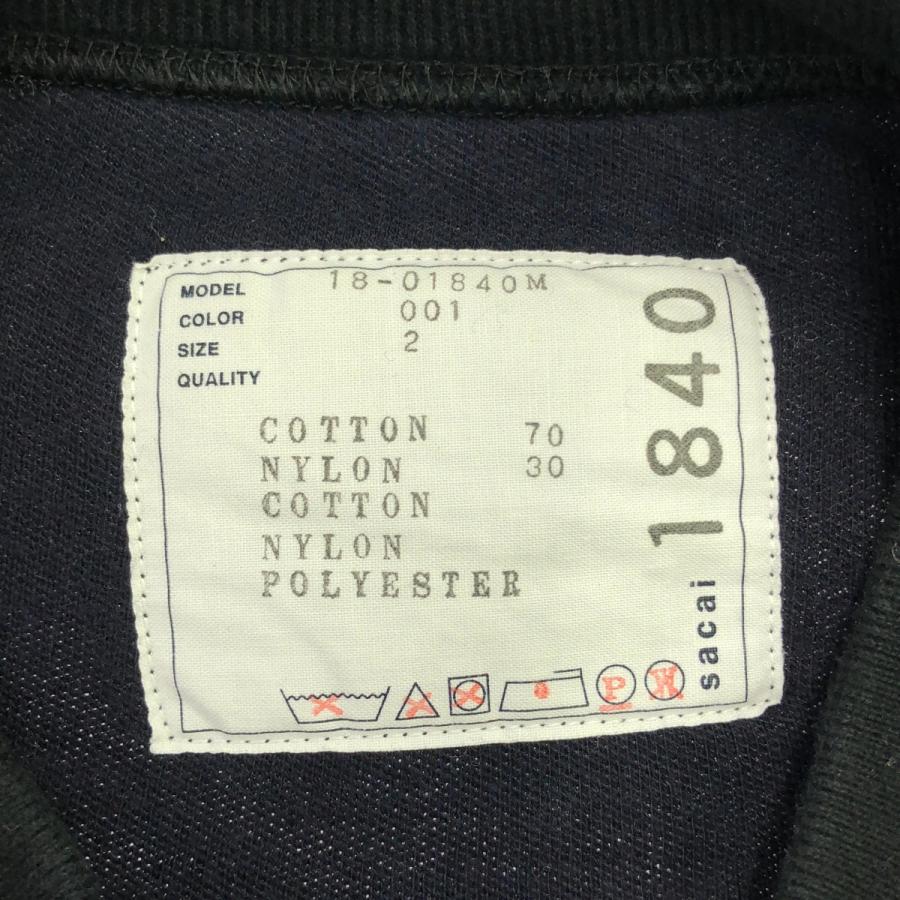 MODEL 18-01840M
COLOR 001
SIZE 2
QUALITY
COTTON 70
NYLON 30
COTTON
NYLON
POLYESTER
P W
sacai 1840